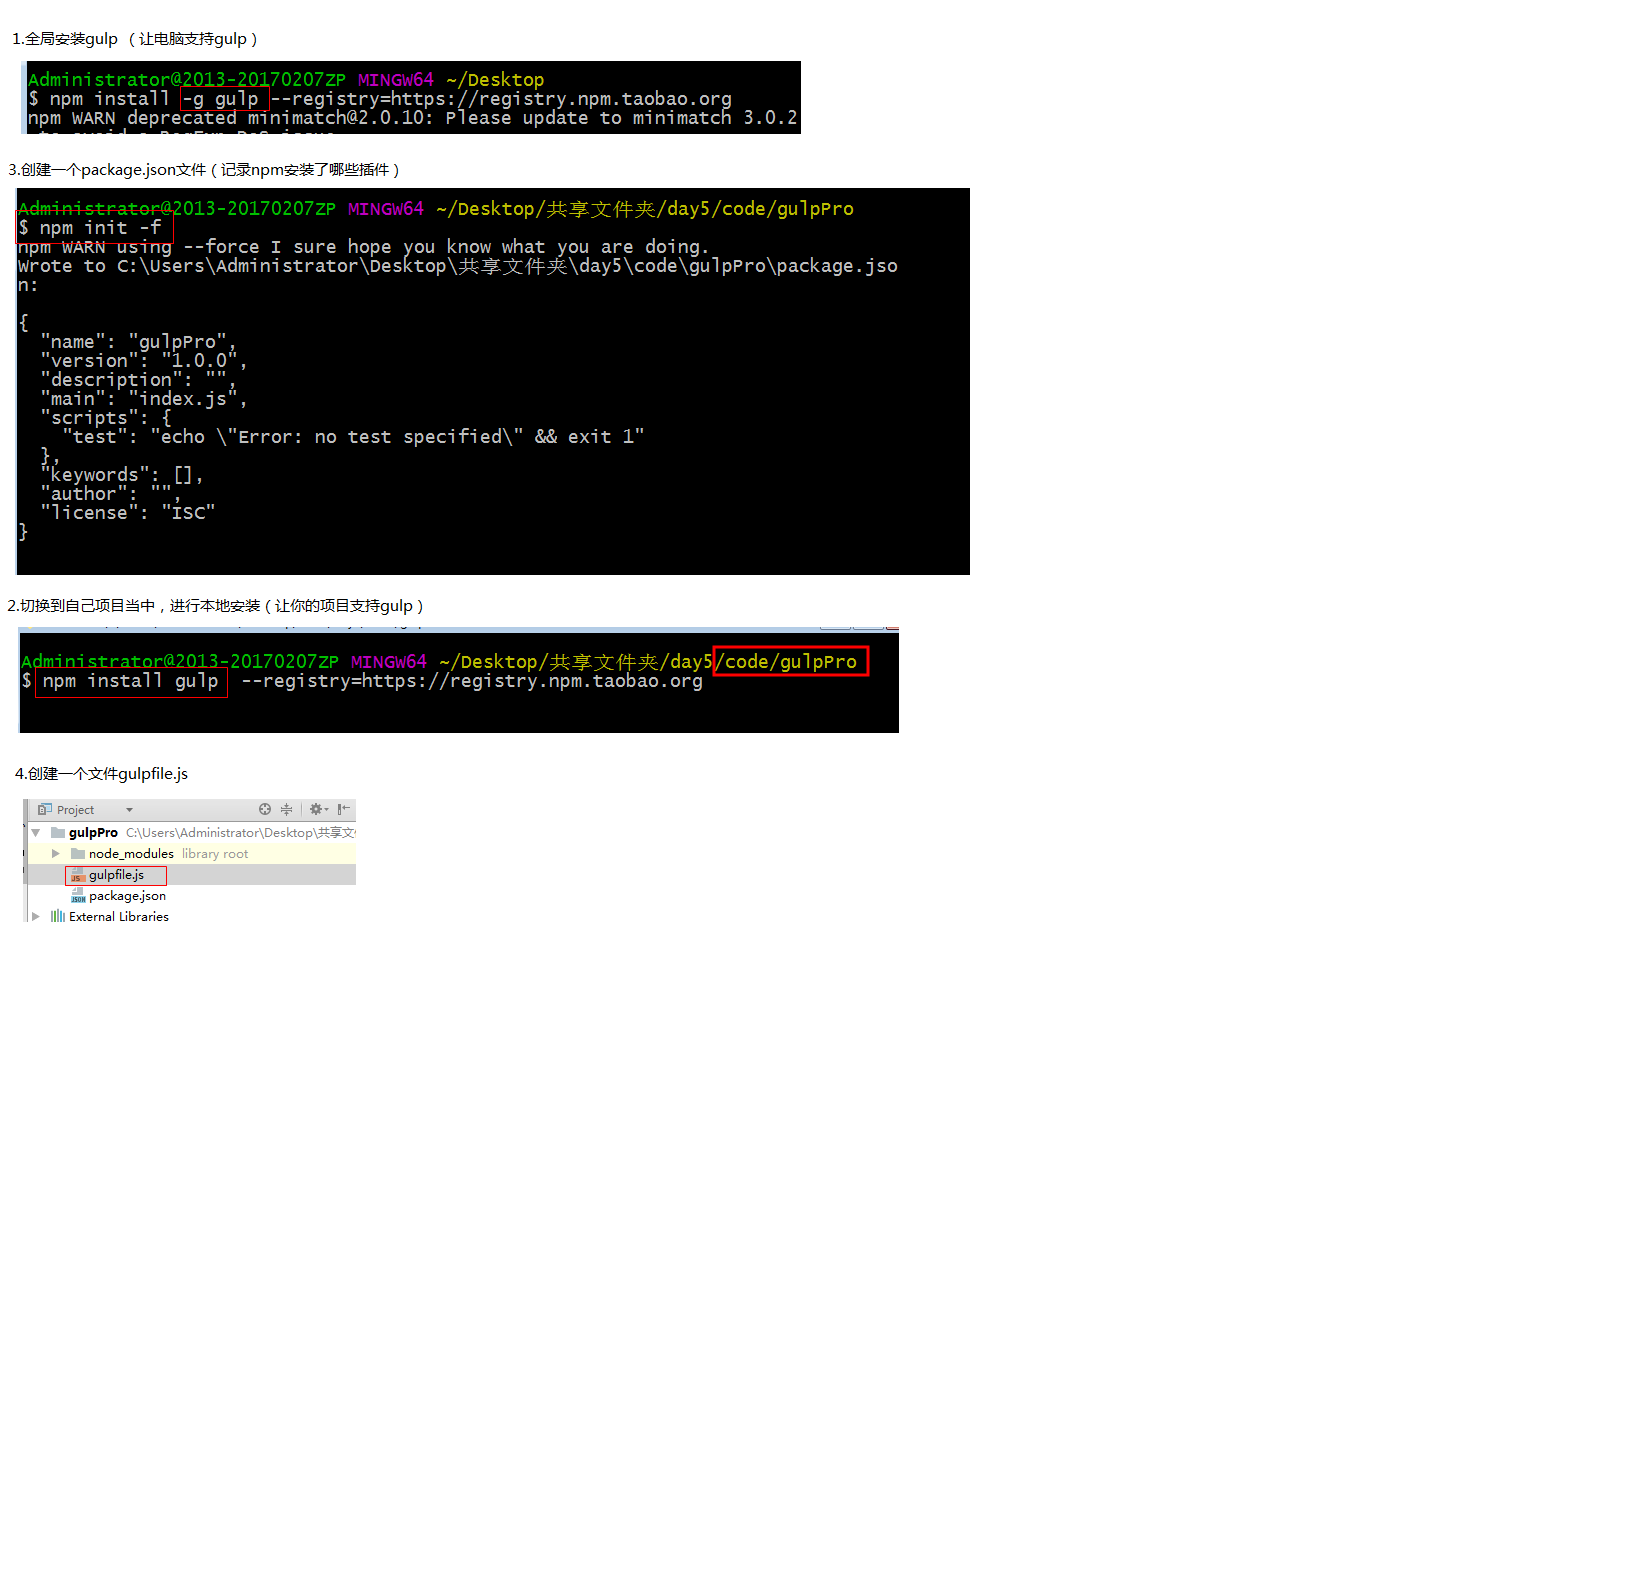 1.全局安装gulp （让电脑支持gulp）
Administrator@2013-20170207ZP MINGW64 ~/Desktop
$ npm install -g gulp --registry=https://registry.npm.taobao.org
npm WARN deprecated minimatch@2.0.10: Please update to minimatch 3.0.2
to avoid a RegExp DoS issue
3.创建一个package.json文件（记录npm安装了哪些插件）
Administrator@2013-20170207ZP MINGW64 ~/Desktop/共享文件夹/day5/code/gulpPro
$ npm init -f
npm WARN using --force I sure hope you know what you are doing.
Wrote to C:\Users\Administrator\Desktop\共享文件夹\day5\code\gulpPro\package.jso
n:
{
  "name": "gulpPro",
  "version": "1.0.0",
  "description": "",
  "main": "index.js",
  "scripts": {
    "test": "echo \"Error: no test specified\" && exit 1"
  },
  "keywords": [],
  "author": "",
  "license": "ISC"
}
2.切换到自己项目当中，进行本地安装（让你的项目支持gulp）
Administrator@2013-20170207ZP MINGW64 ~/Desktop/共享文件夹/day5/code/gulpPro
$ npm install gulp --registry=https://registry.npm.taobao.org
4.创建一个文件gulpfile.js
Project
gulpPro C:\Users\Administrator\Desktop\共享文
node_modules library root
gulpfile.js
package.json
External Libraries